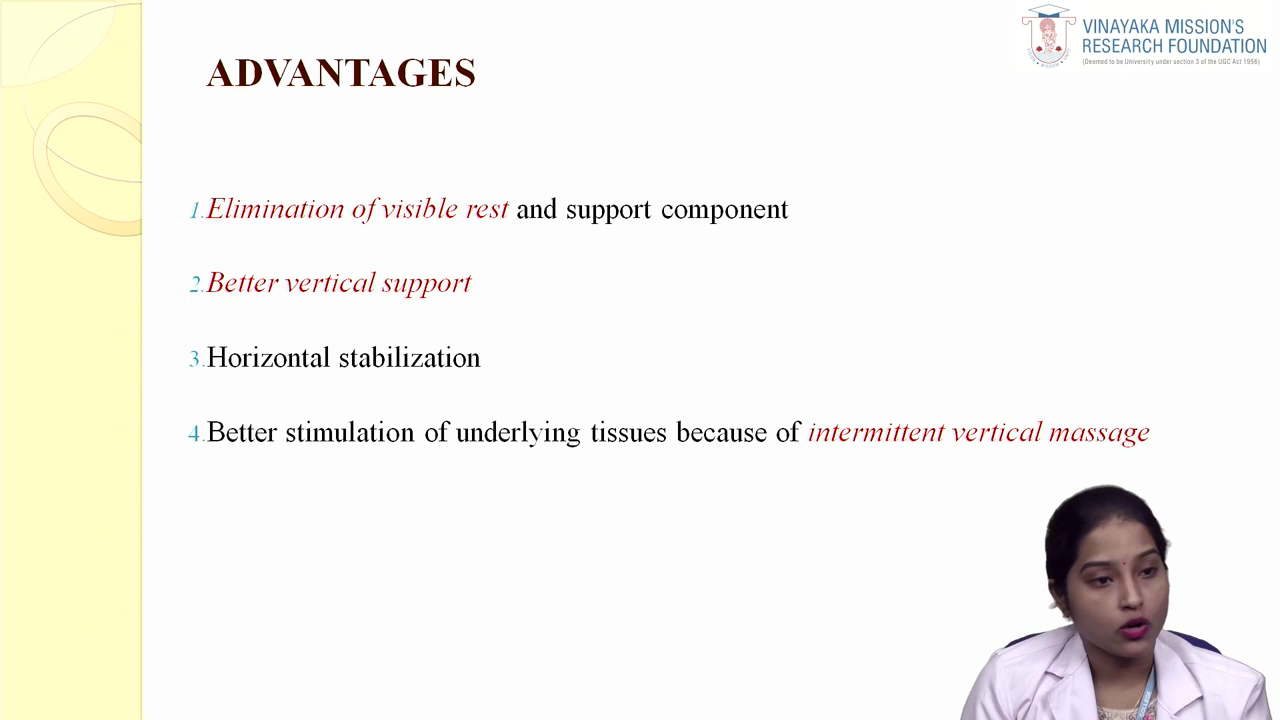 VINAYAKA MISSION'S
RESEARCH FOUNDATION
(Deemed to be University under section 3 of the UGC Act 1956)
ADVANTAGES
1.Elimination of visible rest and support component
2.Better vertical support
3.Horizontal stabilization
4.Better stimulation of underlying tissues because of intermittent vertical massage